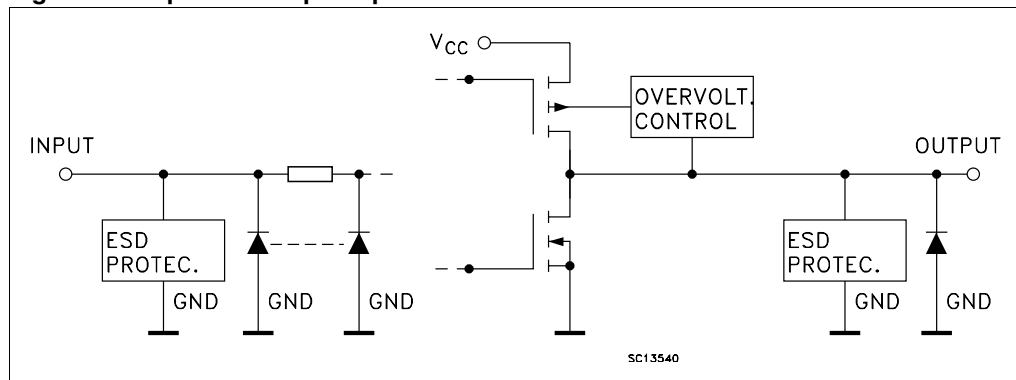 VCC
OVERVOLT.
CONTROL
INPUT
OUTPUT
ESD
PROTEC.
GND
GND
GND
ESD
PROTEC.
GND
GND
SC13540